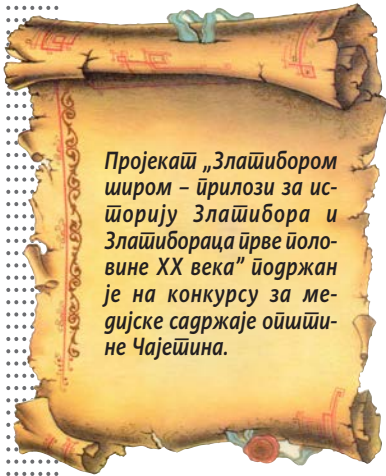 Пројекат „Златибором
широм – прилози за ис-
торију Златибора и
Златибораца прве поло-
вине XX века” подржан
је на конкурсу за ме-
дијске садржаје општи-
не Чајетина.